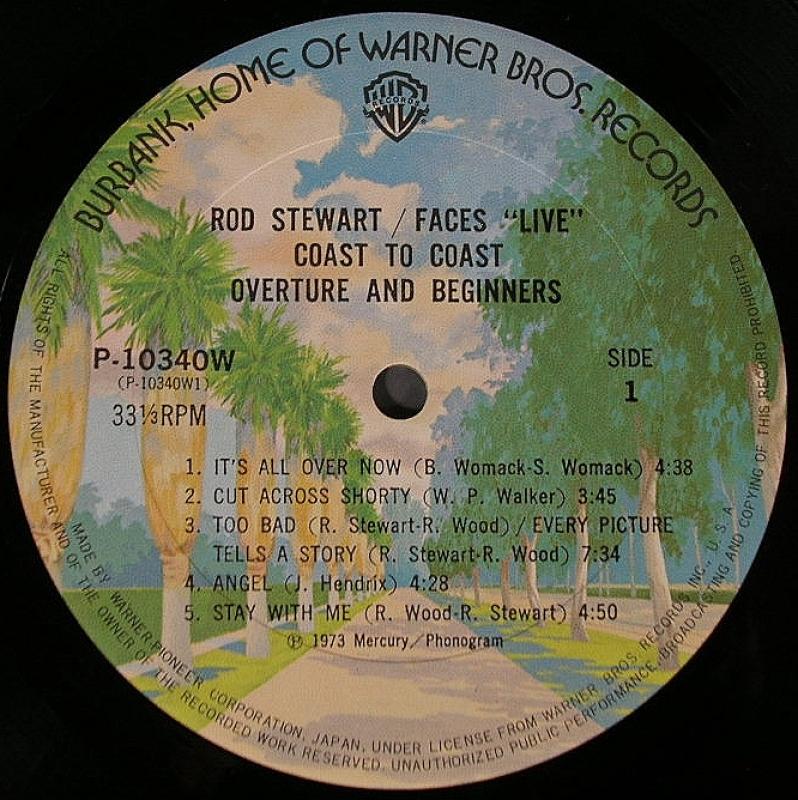 BURBANK, HOME OF WARNER BROS. RECORDS
RECORDS
ROD STEWART / FACES "LIVE"
COAST TO COAST
OVERTURE AND BEGINNERS
P-10340W
(P-10340W1)
33⅓RPM
SIDE
1
1. IT'S ALL OVER NOW (B. Womack-S. Womack) 4:38
2. CUT ACROSS SHORTY (W. P. Walker) 3:45
3. TOO BAD (R. Stewart-R. Wood) / EVERY PICTURE
TELLS A STORY (R. Stewart-R. Wood) 7:34
4. ANGEL (J. Hendrix) 4:28
5. STAY WITH ME (R. Wood-R. Stewart) 4:50
Ⓟ 1973 Mercury / Phonogram
MADE BY WARNER-PIONEER CORPORATION, JAPAN, UNDER LICENSE FROM WARNER BROS. RECORDS INC., U. S. A.
ALL RIGHTS OF THE MANUFACTURER AND OF THE OWNER OF THE RECORDED WORK RESERVED. UNAUTHORIZED PUBLIC PERFORMANCE, BROADCASTING AND COPYING OF THIS RECORD PROHIBITED.